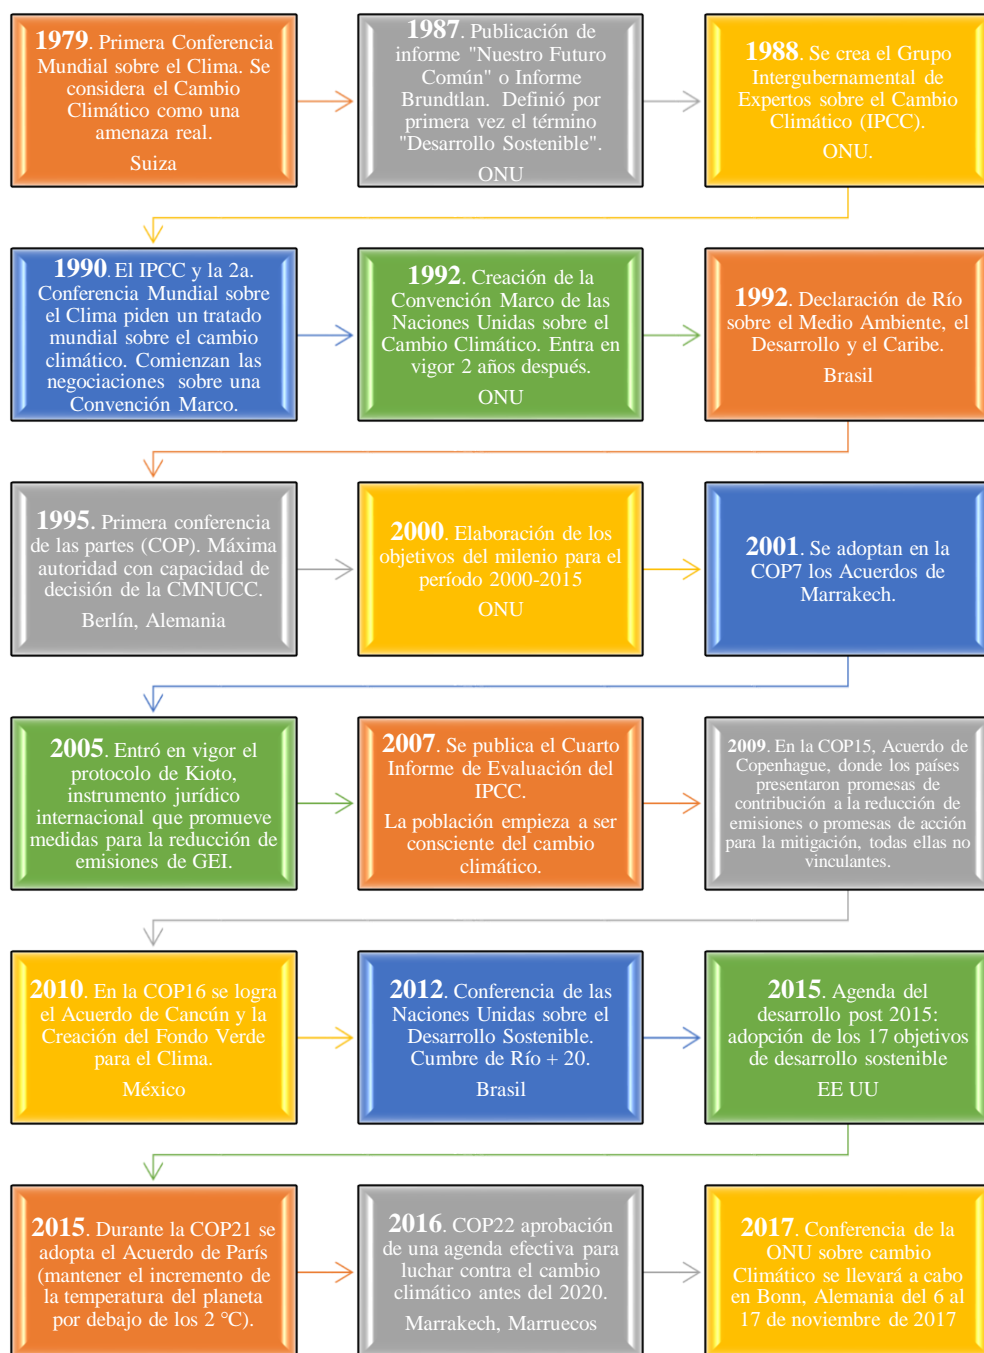 1979. Primera Conferencia
Mundial sobre el Clima. Se
considera el Cambio
Climático como una
amenaza real.
Suiza
1987. Publicación de
informe "Nuestro Futuro
Común" o Informe
Brundtlan. Definió por
primera vez el término
"Desarrollo Sostenible".
ONU
1988. Se crea el Grupo
Intergubernamental de
Expertos sobre el Cambio
Climático (IPCC).
ONU.
1990. El IPCC y la 2a.
Conferencia Mundial sobre
el Clima piden un tratado
mundial sobre el cambio
climático. Comienzan las
negociaciones sobre una
Convención Marco.
1992. Creación de la
Convención Marco de las
Naciones Unidas sobre el
Cambio Climático. Entra en
vigor 2 años después.
ONU
1992. Declaración de Río
sobre el Medio Ambiente, el
Desarrollo y el Caribe.
Brasil
1995. Primera conferencia
de las partes (COP). Máxima
autoridad con capacidad de
decisión de la CMNUCC.
Berlín, Alemania
2000. Elaboración de los
objetivos del milenio para el
período 2000-2015
ONU
2001. Se adoptan en la
COP7 los Acuerdos de
Marrakech.
2005. Entró en vigor el
protocolo de Kioto,
instrumento jurídico
internacional que promueve
medidas para la reducción de
emisiones de GEI.
2007. Se publica el Cuarto
Informe de Evaluación del
IPCC.
La población empieza a ser
consciente del cambio
climático.
2009. En la COP15, Acuerdo de
Copenhague, donde los países
presentaron promesas de
contribución a la reducción de
emisiones o promesas de acción
para la mitigación, todas ellas no
vinculantes.
2010. En la COP16 se logra
el Acuerdo de Cancún y la
Creación del Fondo Verde
para el Clima.
México
2012. Conferencia de las
Naciones Unidas sobre el
Desarrollo Sostenible.
Cumbre de Río + 20.
Brasil
2015. Agenda del
desarrollo post 2015:
adopción de los 17 objetivos
de desarrollo sostenible
EE UU
2015. Durante la COP21 se
adopta el Acuerdo de París
(mantener el incremento de
la temperatura del planeta
por debajo de los 2 °C).
2016. COP22 aprobación
de una agenda efectiva para
luchar contra el cambio
climático antes del 2020.
Marrakech, Marruecos
2017. Conferencia de la
ONU sobre cambio
Climático se llevará a cabo
en Bonn, Alemania del 6 al
17 de noviembre de 2017